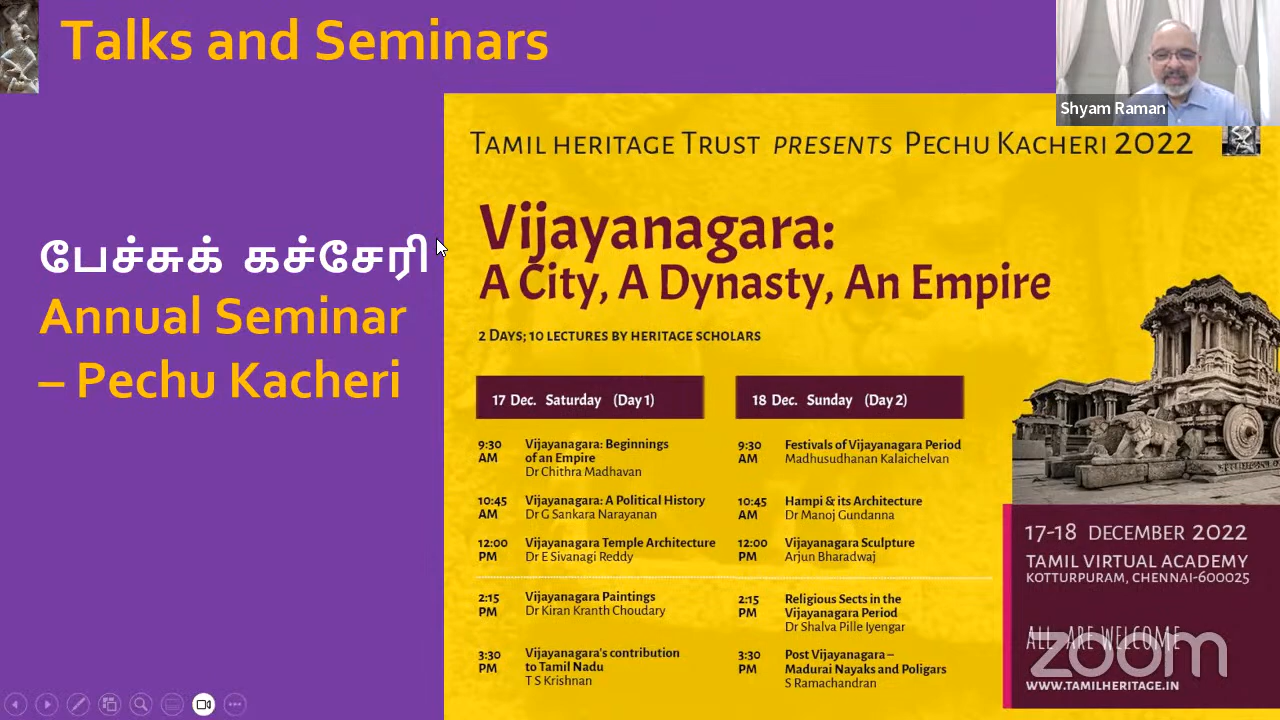 Talks and Seminars
Shyam Raman
பேச்சுக் கச்சேரி
Annual Seminar
– Pechu Kacheri
TAMIL HERITAGE TRUST PRESENTS PECHU KACHERI 2022
Vijayanagara:
A City, A Dynasty, An Empire
2 DAYS; 10 LECTURES BY HERITAGE SCHOLARS
17 Dec. Saturday (Day 1)
9:30 AM Vijayanagara: Beginnings
of an Empire
Dr Chithra Madhavan
10:45 AM Vijayanagara: A Political History
Dr G Sankara Narayanan
12:00 PM Vijayanagara Temple Architecture
Dr E Sivanagi Reddy
2:15 PM Vijayanagara Paintings
Dr Kiran Kranth Choudary
3:30 PM Vijayanagara's contribution
to Tamil Nadu
T S Krishnan
18 Dec. Sunday (Day 2)
9:30 AM Festivals of Vijayanagara Period
Madhusudhanan Kalaichelvan
10:45 AM Hampi & its Architecture
Dr Manoj Gundanna
12:00 PM Vijayanagara Sculpture
Arjun Bharadwaj
2:15 PM Religious Sects in the
Vijayanagara Period
Dr Shalva Pille Iyengar
3:30 PM Post Vijayanagara –
Madurai Nayaks and Poligars
S Ramachandran
17-18 DECEMBER 2022
TAMIL VIRTUAL ACADEMY
KOTTURPURAM, CHENNAI-600025
ALL ARE WELCOME
zoom
WWW.TAMILHERITAGE.IN